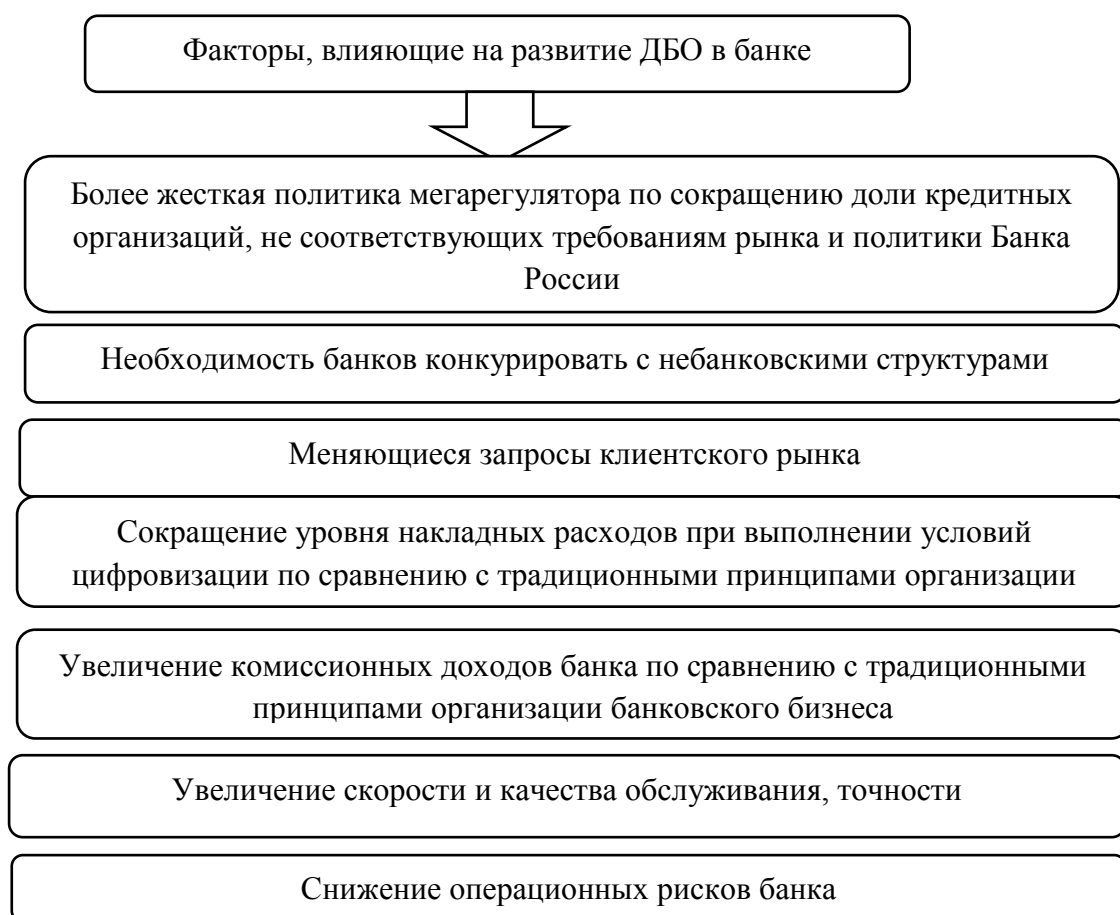 Факторы, влияющие на развитие ДБО в банке
Более жесткая политика мегарегулятора по сокращению доли кредитных
организаций, не соответствующих требованиям рынка и политики Банка
России
Необходимость банков конкурировать с небанковскими структурами
Меняющиеся запросы клиентского рынка
Сокращение уровня накладных расходов при выполнении условий
цифровизации по сравнению с традиционными принципами организации
Увеличение комиссионных доходов банка по сравнению с традиционными
принципами организации банковского бизнеса
Увеличение скорости и качества обслуживания, точности
Снижение операционных рисков банка